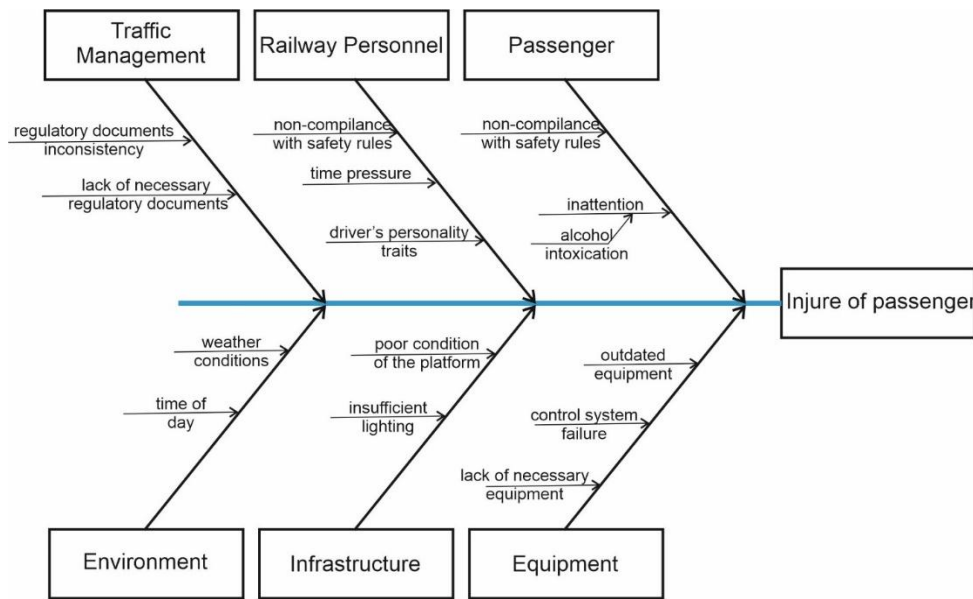 Traffic
Management
Railway Personnel
Passenger
regulatory documents
inconsistency
lack of necessary
regulatory documents
non-compilance
with safety rules
time pressure
driver's personality
traits
non-compilance
with safety rules
inattention
alcohol
intoxication
Injure of passenger
weather
conditions
time of
day
poor condition
of the platform
insufficient
lighting
outdated
equipment
control system
failure
lack of necessary
equipment
Environment
Infrastructure
Equipment